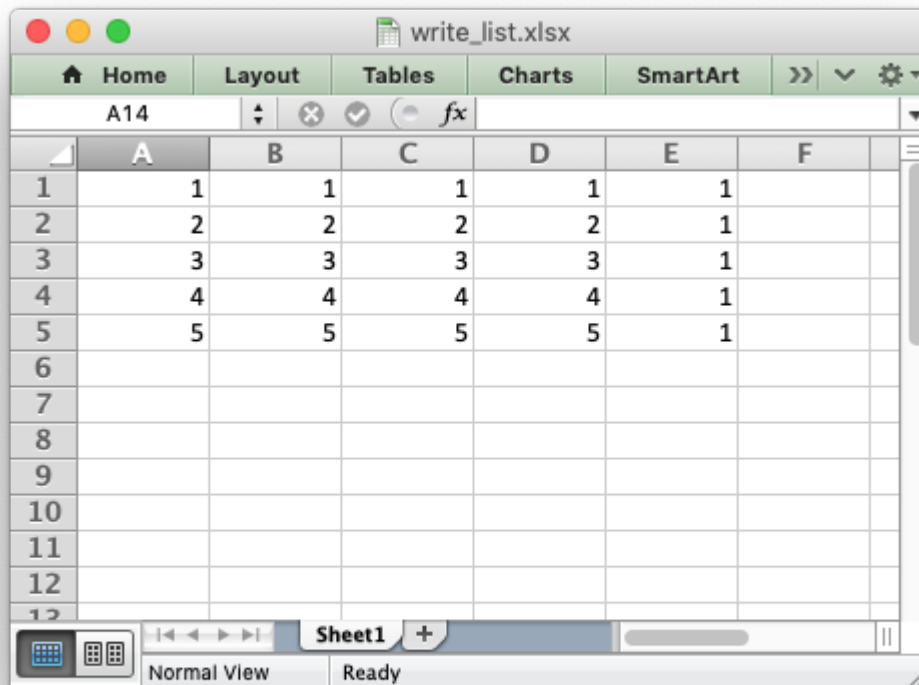 write_list.xlsx
Home Layout Tables Charts SmartArt
A14 fx
A B C D E F
1 1 1 1 1 1
2 2 2 2 2 1
3 3 3 3 3 1
4 4 4 4 4 1
5 5 5 5 5 1
6
7
8
9
10
11
12
13
Sheet1 +
Normal View Ready